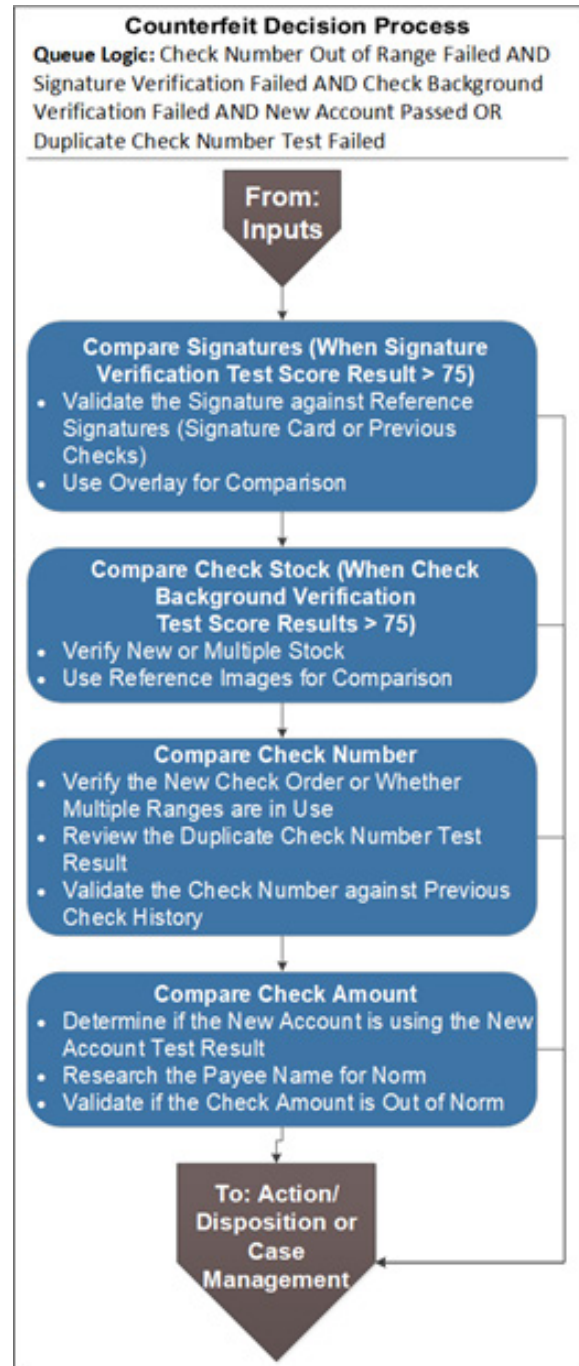 Counterfeit Decision Process
Queue Logic: Check Number Out of Range Failed AND
Signature Verification Failed AND Check Background
Verification Failed AND New Account Passed OR
Duplicate Check Number Test Failed
From:
Inputs
Compare Signatures (When Signature
Verification Test Score Result > 75)
• Validate the Signature against Reference
Signatures (Signature Card or Previous
Checks)
• Use Overlay for Comparison
Compare Check Stock (When Check
Background Verification
Test Score Results > 75)
• Verify New or Multiple Stock
• Use Reference Images for Comparison
Compare Check Number
• Verify the New Check Order or Whether
Multiple Ranges are in Use
• Review the Duplicate Check Number Test
Result
• Validate the Check Number against Previous
Check History
Compare Check Amount
• Determine if the New Account is using the New
Account Test Result
• Research the Payee Name for Norm
• Validate if the Check Amount is Out of Norm
To: Action/
Disposition or
Case
Management